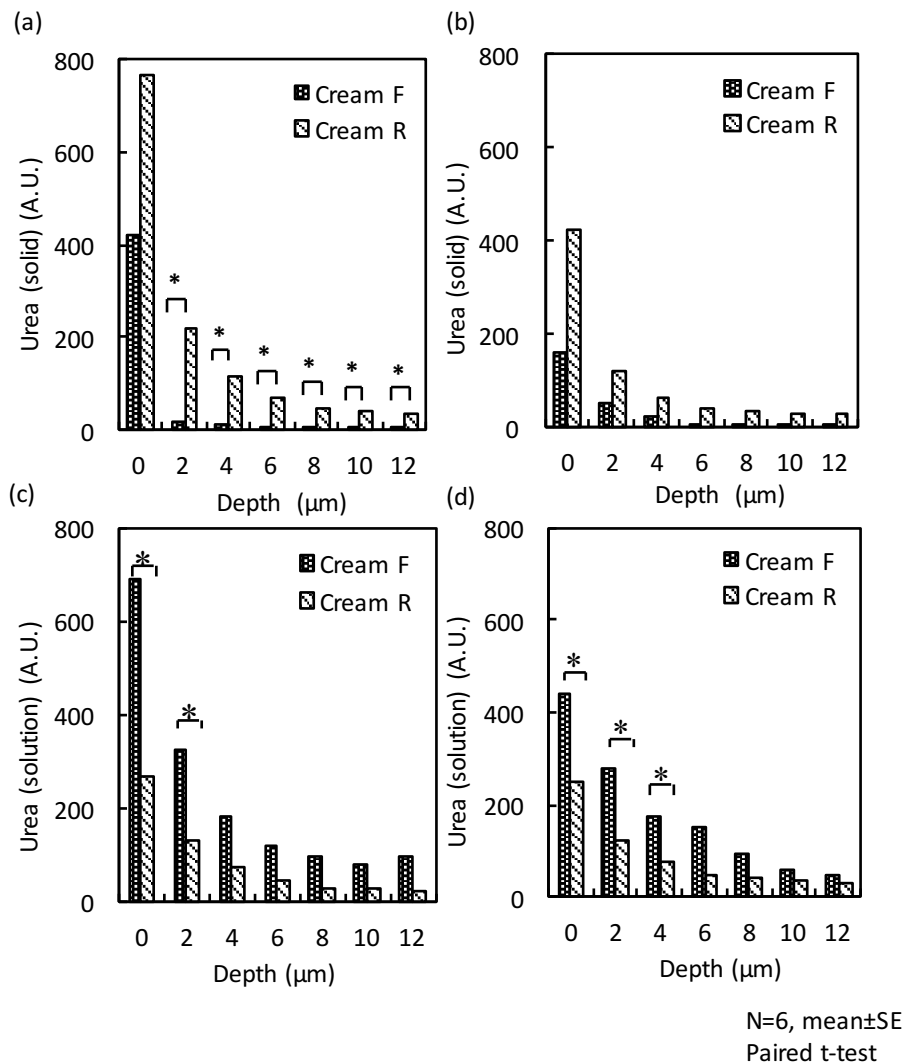 (a)
800
600
400
200
0
Urea (solid) (A.U.)
Cream F
Cream R
*
*
*
*
*
*
0 2 4 6 8 10 12
Depth (μm)
(b)
800
600
400
200
0
Urea (solid) (A.U.)
Cream F
Cream R
0 2 4 6 8 10 12
Depth (μm)
(c)
800
600
400
200
0
Urea (solution) (A.U.)
Cream F
Cream R
*
*
0 2 4 6 8 10 12
Depth (μm)
(d)
800
600
400
200
0
Urea (solution) (A.U.)
Cream F
Cream R
*
*
*
0 2 4 6 8 10 12
Depth (μm)
N=6, mean±SE
Paired t-test